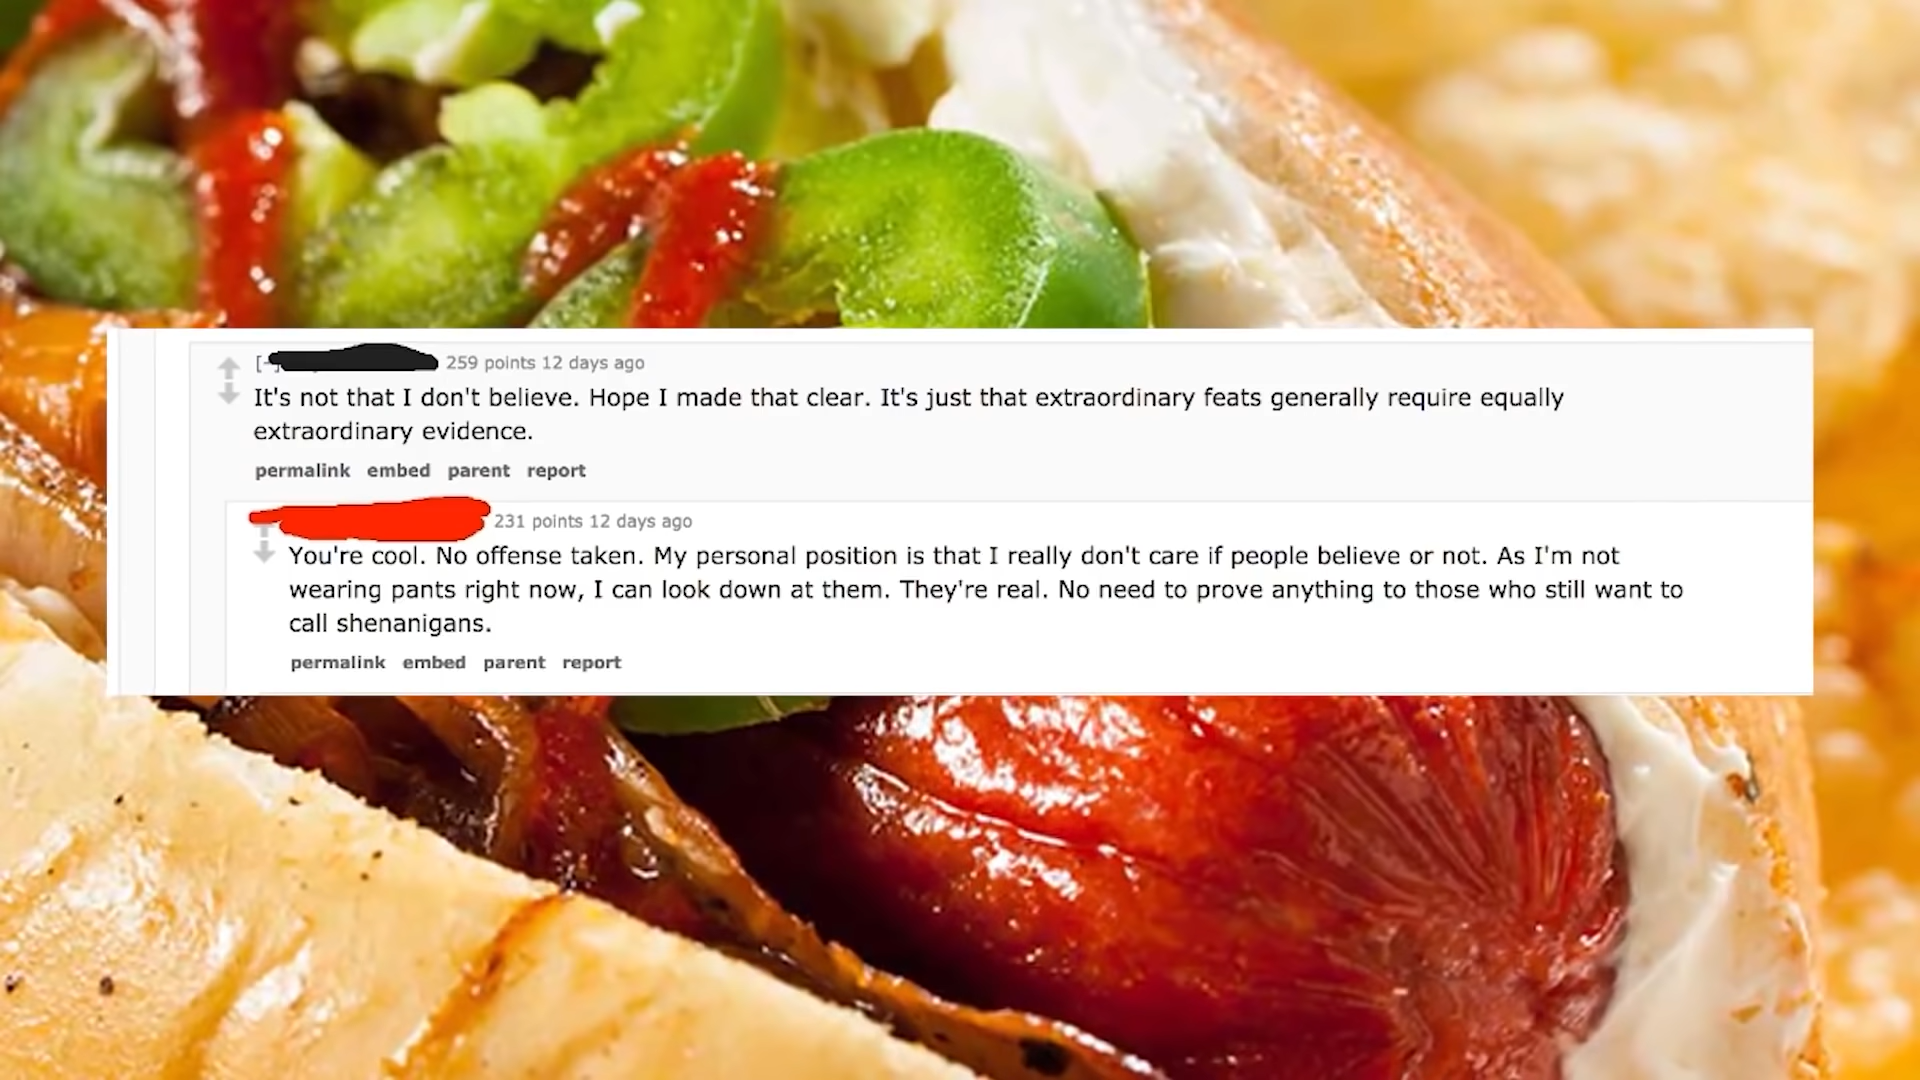 259 points 12 days ago
It's not that I don't believe. Hope I made that clear. It's just that extraordinary feats generally require equally
extraordinary evidence.
permalink embed parent report
231 points 12 days ago
You're cool. No offense taken. My personal position is that I really don't care if people believe or not. As I'm not
wearing pants right now, I can look down at them. They're real. No need to prove anything to those who still want to
call shenanigans.
permalink embed parent report